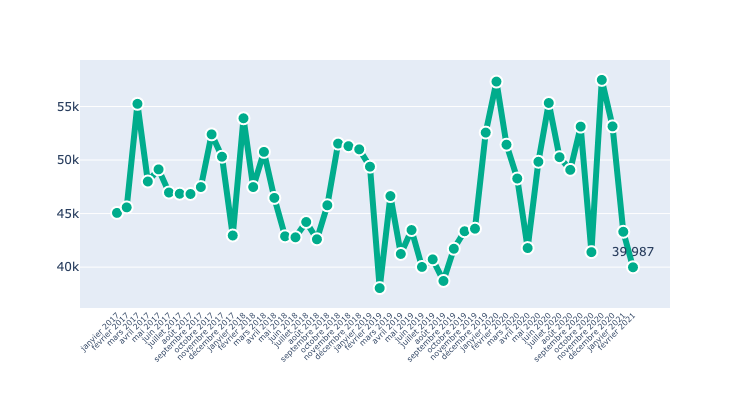 55k
50k
45k
40k
39,987
janvier 2017
février 2017
mars 2017
avril 2017
mai 2017
juin 2017
juillet 2017
août 2017
septembre 2017
octobre 2017
novembre 2017
décembre 2017
janvier 2018
février 2018
mars 2018
avril 2018
mai 2018
juin 2018
juillet 2018
août 2018
septembre 2018
octobre 2018
novembre 2018
décembre 2018
janvier 2019
février 2019
mars 2019
avril 2019
mai 2019
juin 2019
juillet 2019
août 2019
septembre 2019
octobre 2019
novembre 2019
décembre 2019
janvier 2020
février 2020
mars 2020
avril 2020
mai 2020
juin 2020
juillet 2020
août 2020
septembre 2020
octobre 2020
novembre 2020
décembre 2020
janvier 2021
février 2021